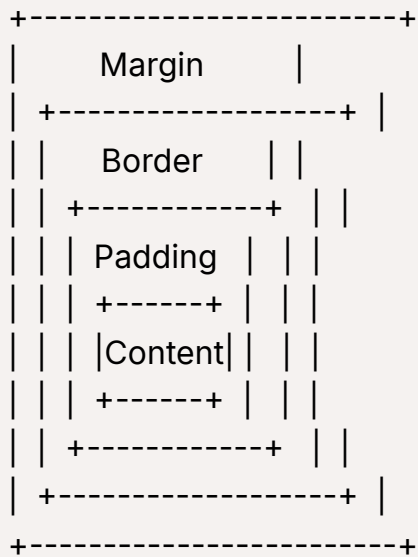 +--------------------------+
|         Margin         |
| +--------------------+ |
| |      Border      | |
| | +------------+ | |
| | | Padding | | |
| | | +------+ | | |
| | | |Content| | | |
| | | +------+ | | |
| | +------------+ | |
| +--------------------+ |
+--------------------------+